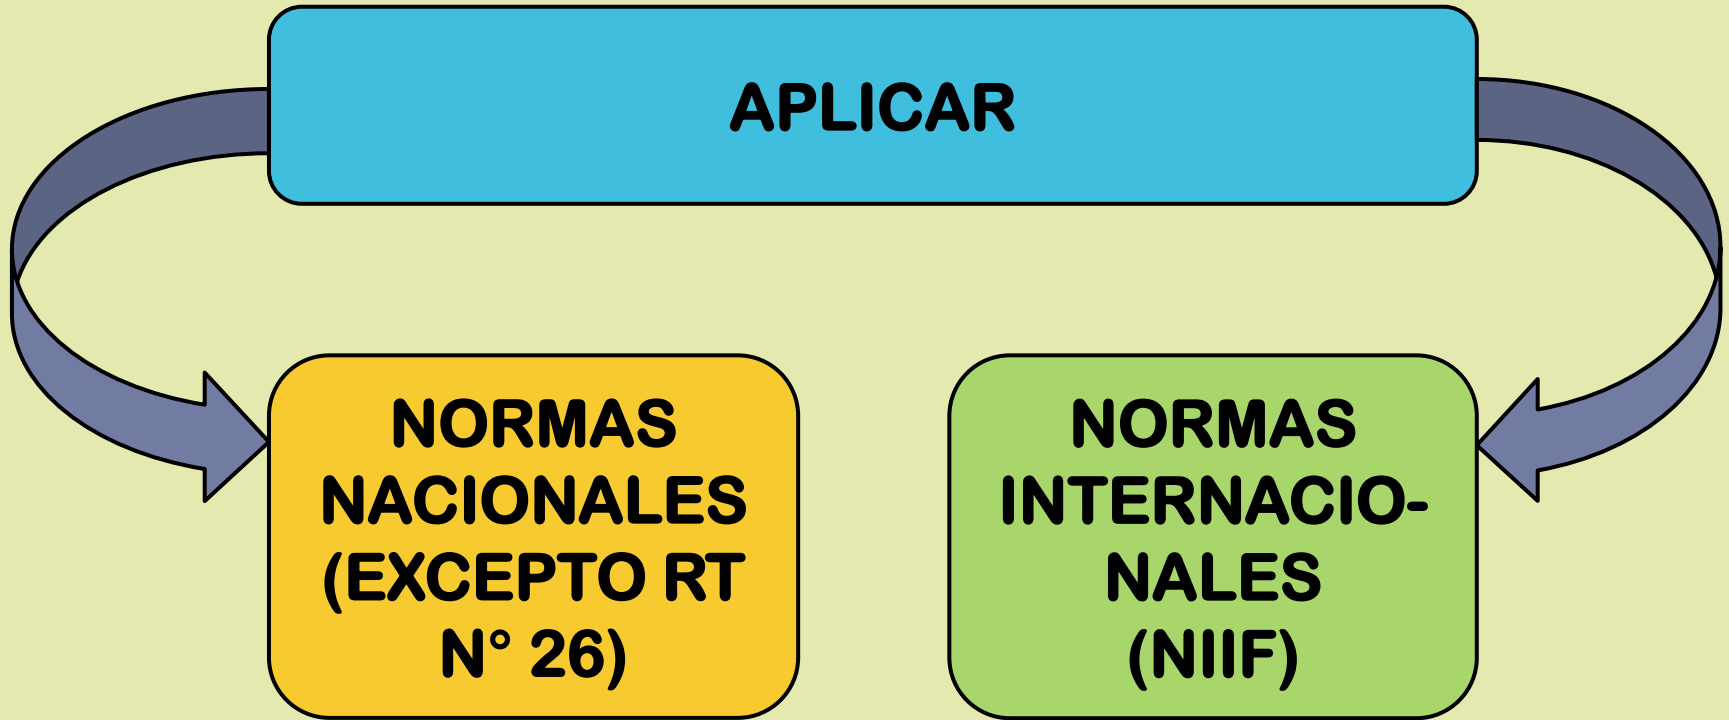 APLICAR
NORMAS
NACIONALES
(EXCEPTO RT
N° 26)
NORMAS
INTERNACIO-
NALES
(NIIF)